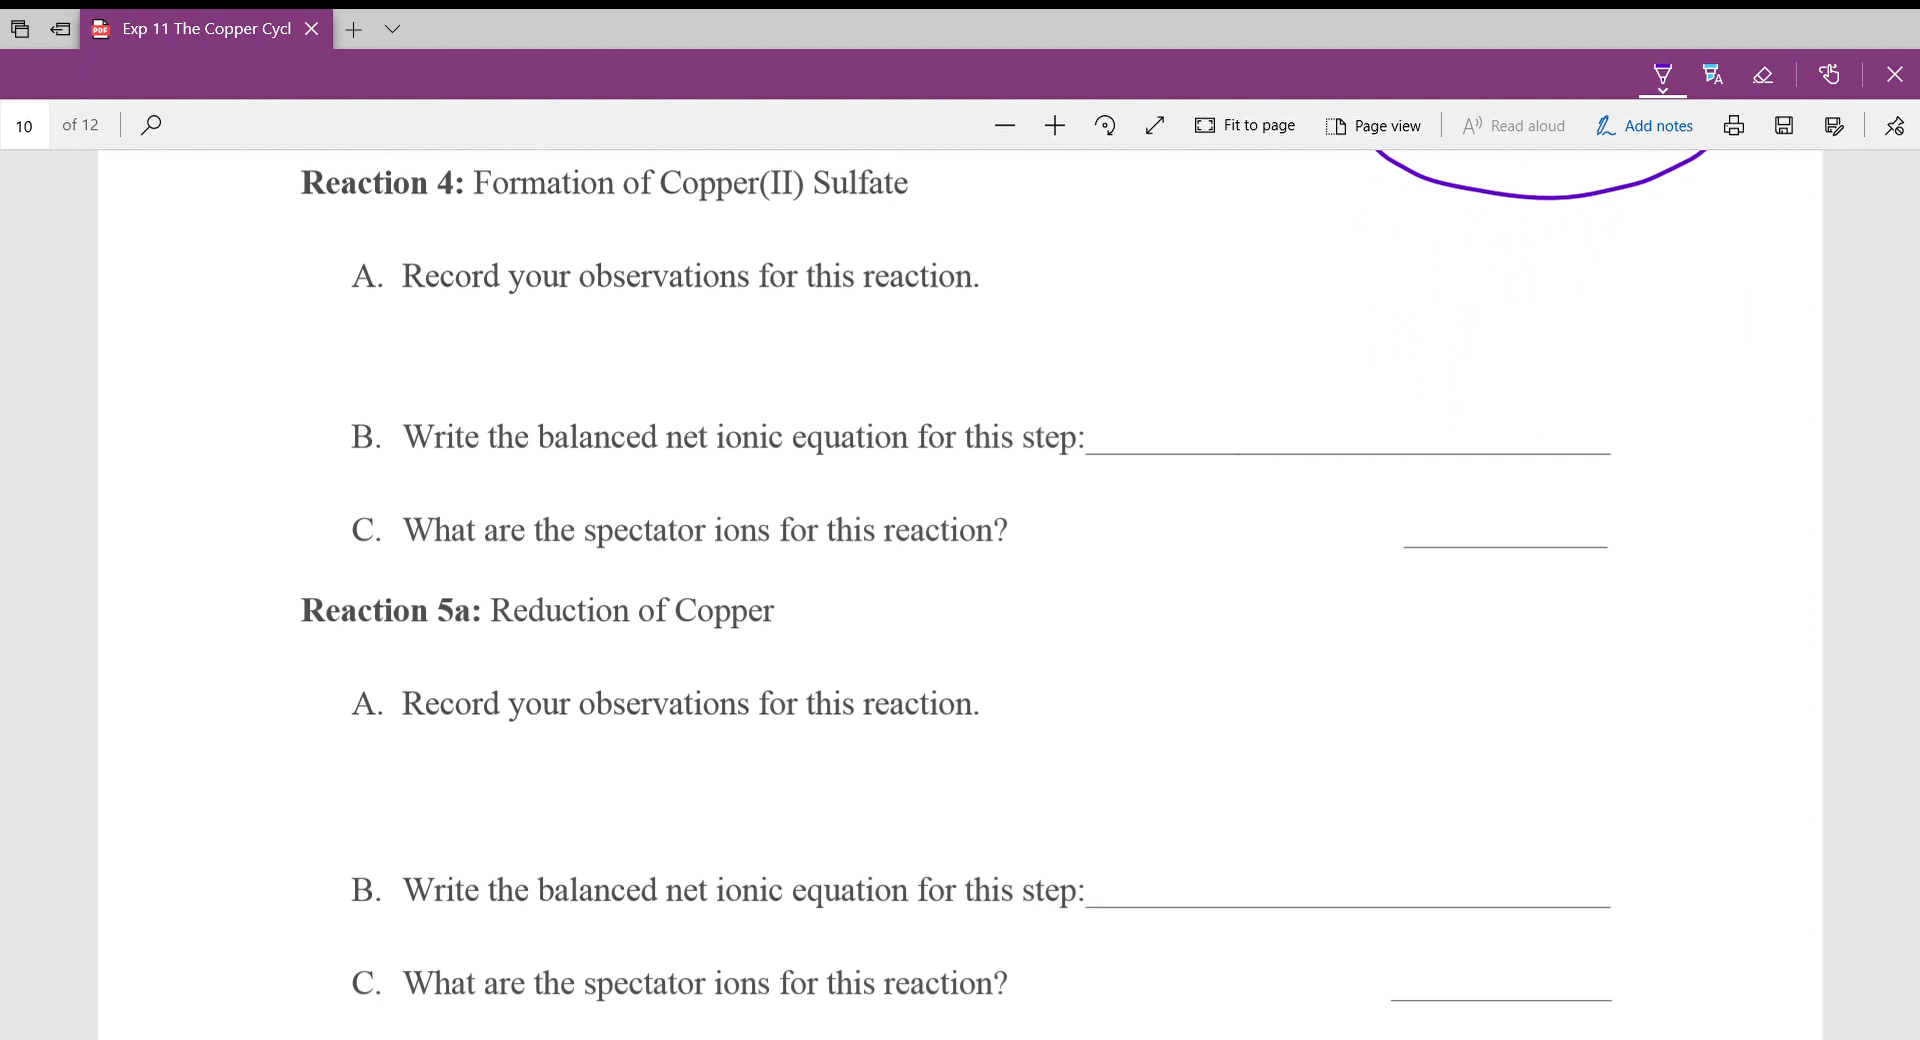 Exp 11 The Copper Cycl
10 of 12 Fit to page Page view Read aloud Add notes
Reaction 4: Formation of Copper(II) Sulfate
A. Record your observations for this reaction.
B. Write the balanced net ionic equation for this step:
C. What are the spectator ions for this reaction?
Reaction 5a: Reduction of Copper
A. Record your observations for this reaction.
B. Write the balanced net ionic equation for this step:
C. What are the spectator ions for this reaction?